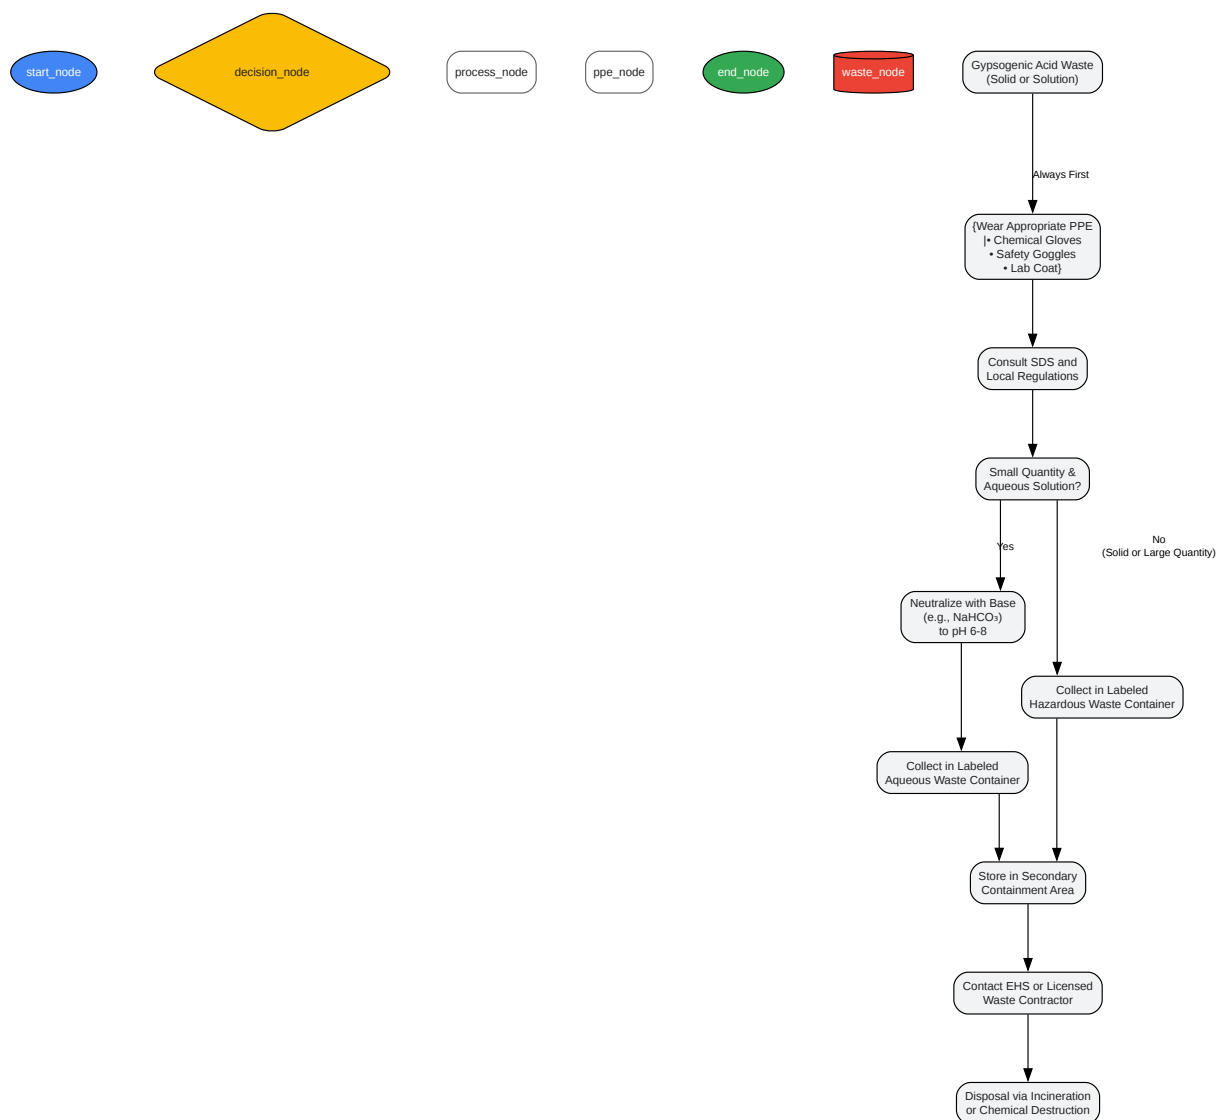 start_node
decision_node
process_node
ppe_node
end_node
waste_node
Gypsogenic Acid Waste
(Solid or Solution)
Always First
{Wear Appropriate PPE
|• Chemical Gloves
• Safety Goggles
• Lab Coat}
Consult SDS and
Local Regulations
Small Quantity &
Aqueous Solution?
Yes
No
(Solid or Large Quantity)
Neutralize with Base
(e.g., NaHCO₃)
to pH 6-8
Collect in Labeled
Hazardous Waste Container
Collect in Labeled
Aqueous Waste Container
Store in Secondary
Containment Area
Contact EHS or Licensed
Waste Contractor
Disposal via Incineration
or Chemical Destruction